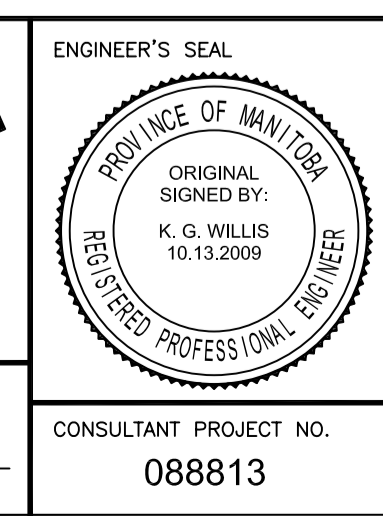 ENGINEER'S SEAL
PROVINCE OF MANITOBA
ORIGINAL
SIGNED BY:
K. G. WILLIS
10.13.2009
REGISTERED PROFESSIONAL ENGINEER
CONSULTANT PROJECT NO.
088813